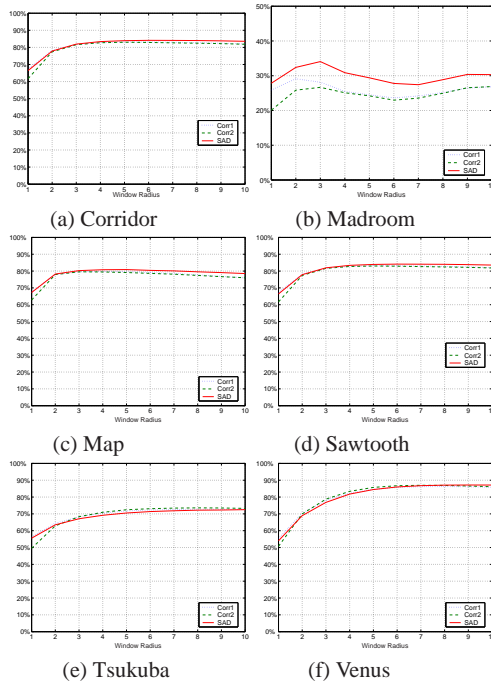 100%
90%
80%
70%
60%
50%
40%
30%
20%
10%
0%
1 2 3 4 5 6 7 8 9 10
Window Radius
Corr1
Corr2
SAD
(a) Corridor
50%
40%
30%
20%
10%
0%
1 2 3 4 5 6 7 8 9 1
Window Radius
Corr1
Corr2
SAD
(b) Madroom
100%
90%
80%
70%
60%
50%
40%
30%
20%
10%
0%
1 2 3 4 5 6 7 8 9 10
Window Radius
Corr1
Corr2
SAD
(c) Map
100%
90%
80%
70%
60%
50%
40%
30%
20%
10%
0%
1 2 3 4 5 6 7 8 9 10
Window Radius
Corr1
Corr2
SAD
(d) Sawtooth
100%
90%
80%
70%
60%
50%
40%
30%
20%
10%
0%
1 2 3 4 5 6 7 8 9 10
Window Radius
Corr1
Corr2
SAD
(e) Tsukuba
100%
90%
80%
70%
60%
50%
40%
30%
20%
10%
0%
1 2 3 4 5 6 7 8 9 10
Window Radius
Corr1
Corr2
SAD
(f) Venus